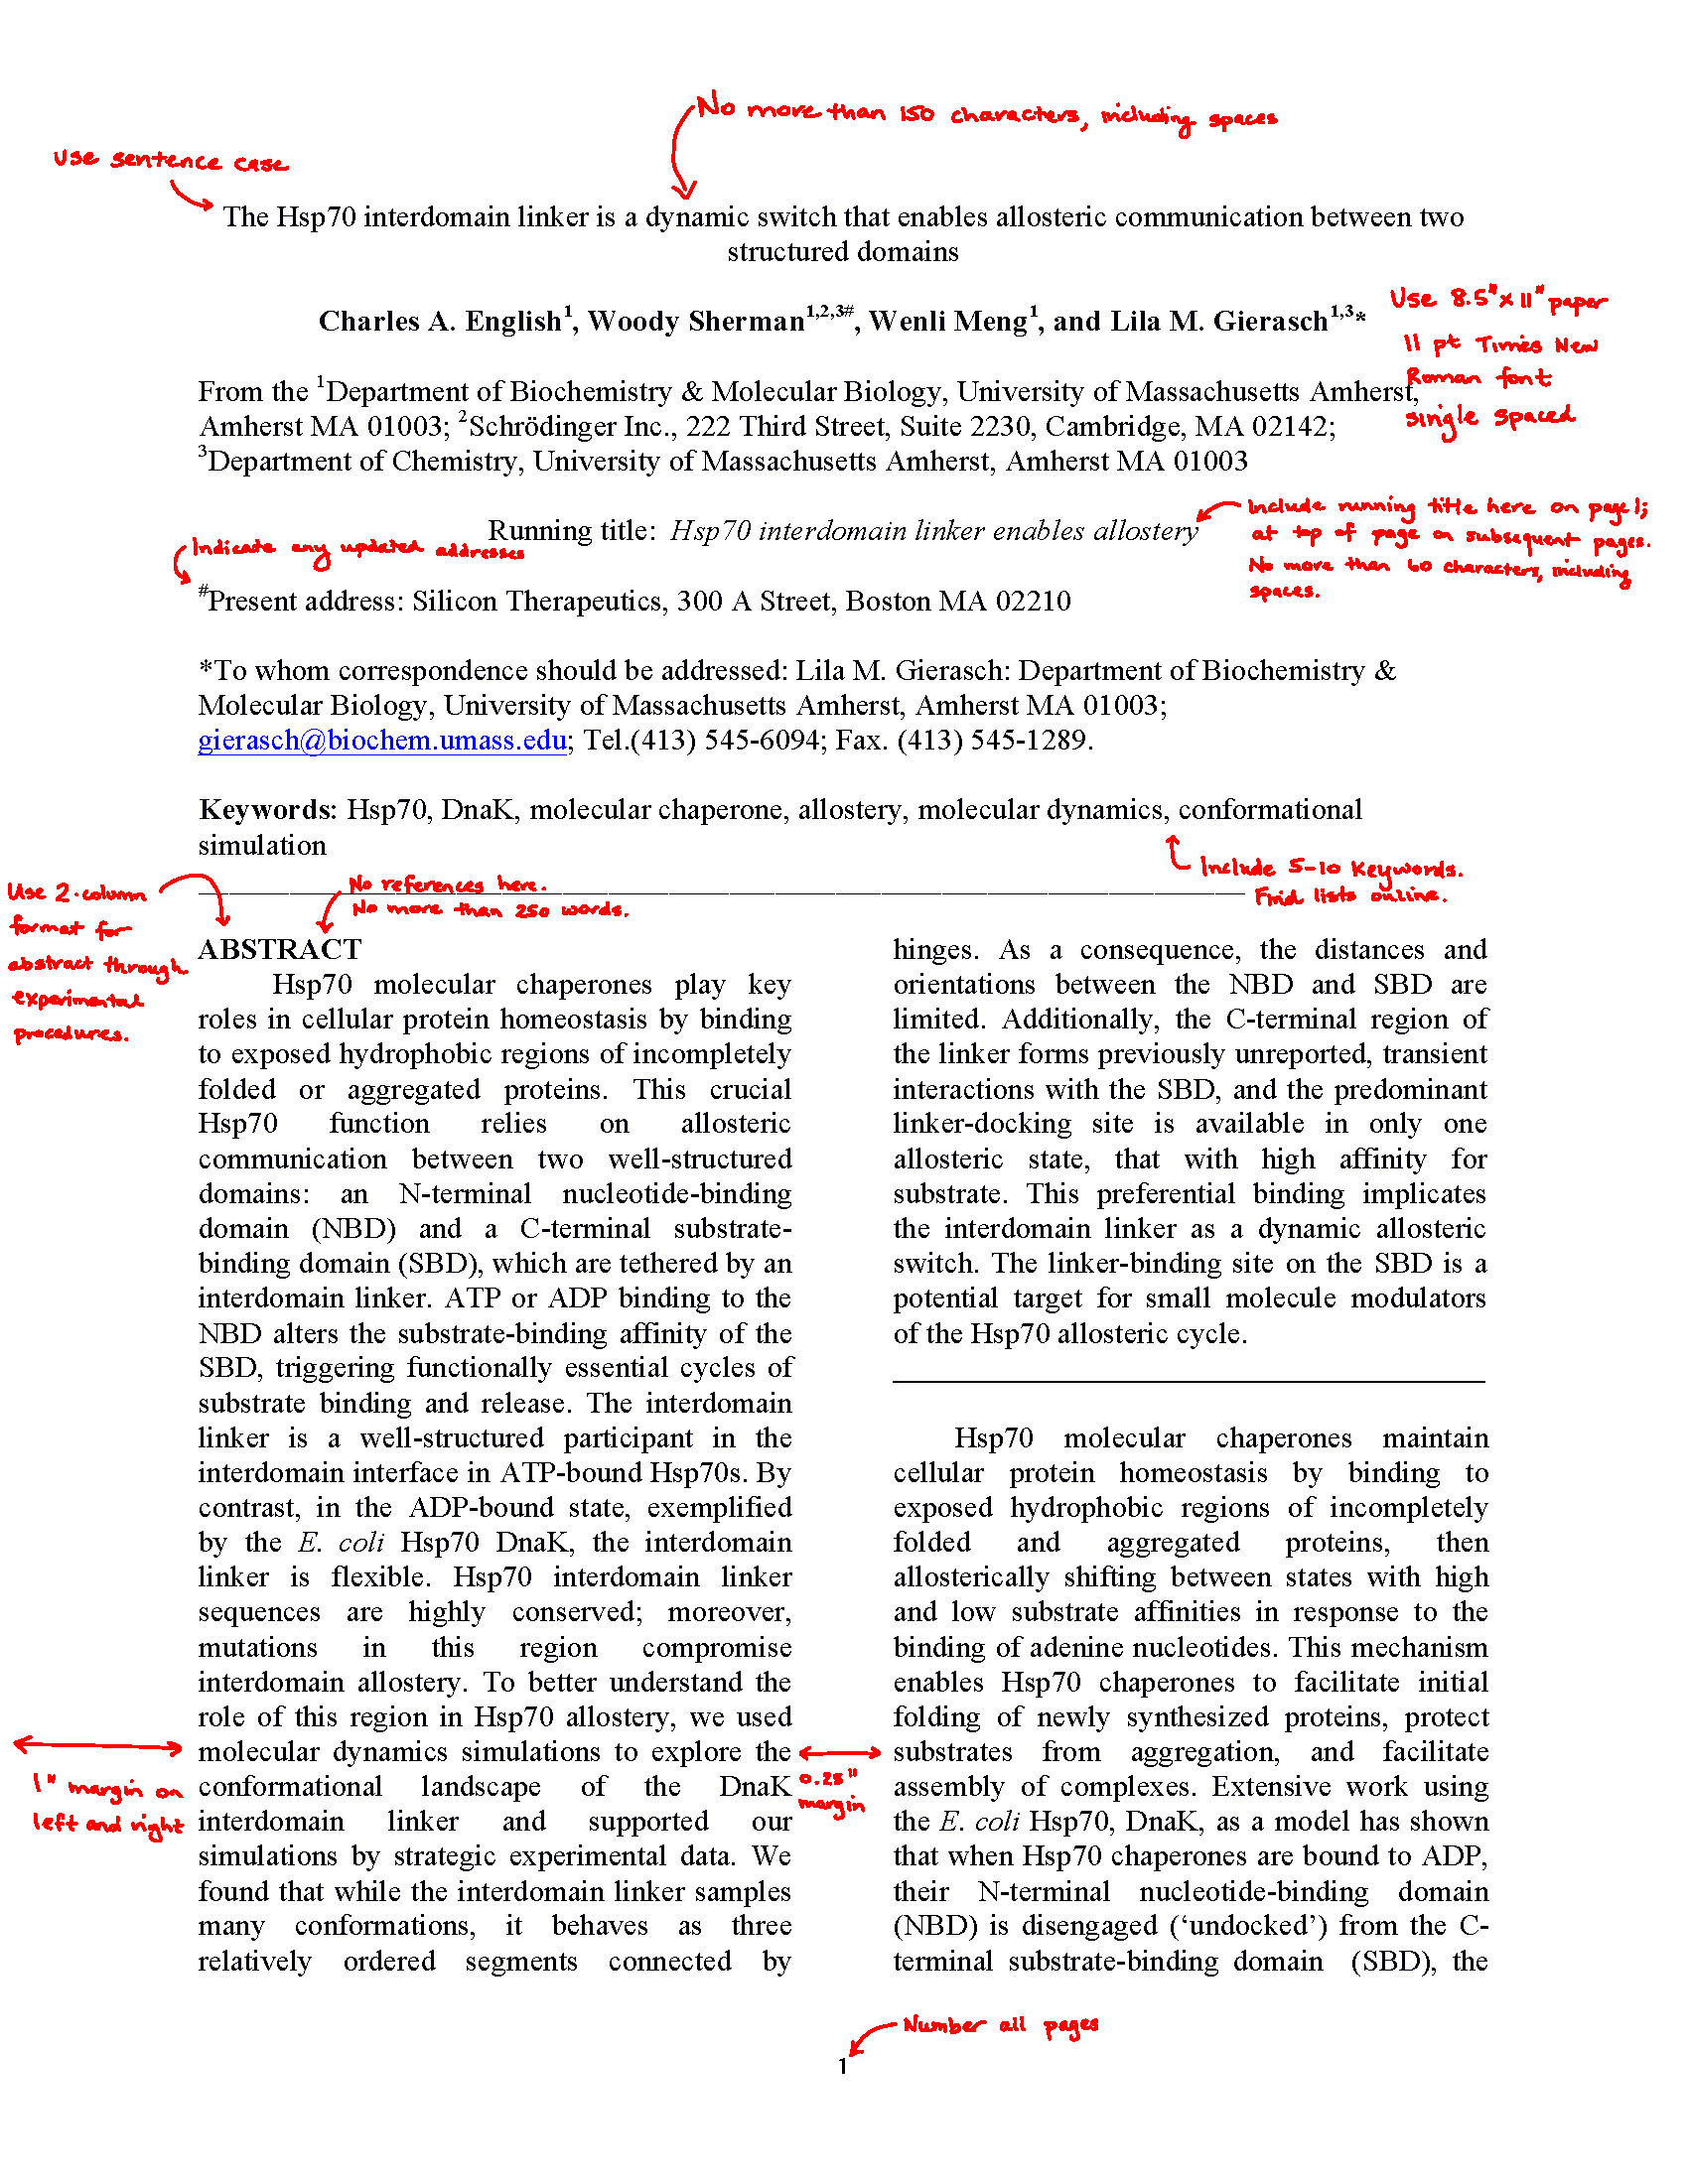 No more than 150 characters, including spaces
Use sentence case
The Hsp70 interdomain linker is a dynamic switch that enables allosteric communication between two
structured domains
Charles A. English1, Woody Sherman1,2,3#, Wenli Meng1, and Lila M. Gierasch1,3*
Use 8.5" x 11" paper
11 pt Times New
Roman font
single spaced
From the 1Department of Biochemistry & Molecular Biology, University of Massachusetts Amherst,
Amherst MA 01003; 2Schrödinger Inc., 222 Third Street, Suite 2230, Cambridge, MA 02142;
3Department of Chemistry, University of Massachusetts Amherst, Amherst MA 01003
Include running title here on page 1;
at top of page on subsequent pages.
No more than 60 characters, including
spaces.
Running title: Hsp70 interdomain linker enables allostery
Indicate any updated addresses
#Present address: Silicon Therapeutics, 300 A Street, Boston MA 02210
*To whom correspondence should be addressed: Lila M. Gierasch: Department of Biochemistry &
Molecular Biology, University of Massachusetts Amherst, Amherst MA 01003;
gierasch@biochem.umass.edu; Tel.(413) 545-6094; Fax. (413) 545-1289.
Keywords: Hsp70, DnaK, molecular chaperone, allostery, molecular dynamics, conformational
simulation
Include 5-10 keywords.
Find lists online.
Use 2-column
format for
abstract through
experimental
procedures.
No references here.
No more than 250 words.
ABSTRACT
Hsp70 molecular chaperones play key
roles in cellular protein homeostasis by binding
to exposed hydrophobic regions of incompletely
folded or aggregated proteins. This crucial
Hsp70 function relies on allosteric
communication between two well-structured
domains: an N-terminal nucleotide-binding
domain (NBD) and a C-terminal substrate-
binding domain (SBD), which are tethered by an
interdomain linker. ATP or ADP binding to the
NBD alters the substrate-binding affinity of the
SBD, triggering functionally essential cycles of
substrate binding and release. The interdomain
linker is a well-structured participant in the
interdomain interface in ATP-bound Hsp70s. By
contrast, in the ADP-bound state, exemplified
by the E. coli Hsp70 DnaK, the interdomain
linker is flexible. Hsp70 interdomain linker
sequences are highly conserved; moreover,
mutations in this region compromise
interdomain allostery. To better understand the
role of this region in Hsp70 allostery, we used
molecular dynamics simulations to explore the
conformational landscape of the DnaK
interdomain linker and supported our
simulations by strategic experimental data. We
found that while the interdomain linker samples
many conformations, it behaves as three
relatively ordered segments connected by
1" margin on
left and right
0.25"
margin
hinges. As a consequence, the distances and
orientations between the NBD and SBD are
limited. Additionally, the C-terminal region of
the linker forms previously unreported, transient
interactions with the SBD, and the predominant
linker-docking site is available in only one
allosteric state, that with high affinity for
substrate. This preferential binding implicates
the interdomain linker as a dynamic allosteric
switch. The linker-binding site on the SBD is a
potential target for small molecule modulators
of the Hsp70 allosteric cycle.
Hsp70 molecular chaperones maintain
cellular protein homeostasis by binding to
exposed hydrophobic regions of incompletely
folded and aggregated proteins, then
allosterically shifting between states with high
and low substrate affinities in response to the
binding of adenine nucleotides. This mechanism
enables Hsp70 chaperones to facilitate initial
folding of newly synthesized proteins, protect
substrates from aggregation, and facilitate
assembly of complexes. Extensive work using
the E. coli Hsp70, DnaK, as a model has shown
that when Hsp70 chaperones are bound to ADP,
their N-terminal nucleotide-binding domain
(NBD) is disengaged (‘undocked’) from the C-
terminal substrate-binding domain (SBD), the
Number all pages
1